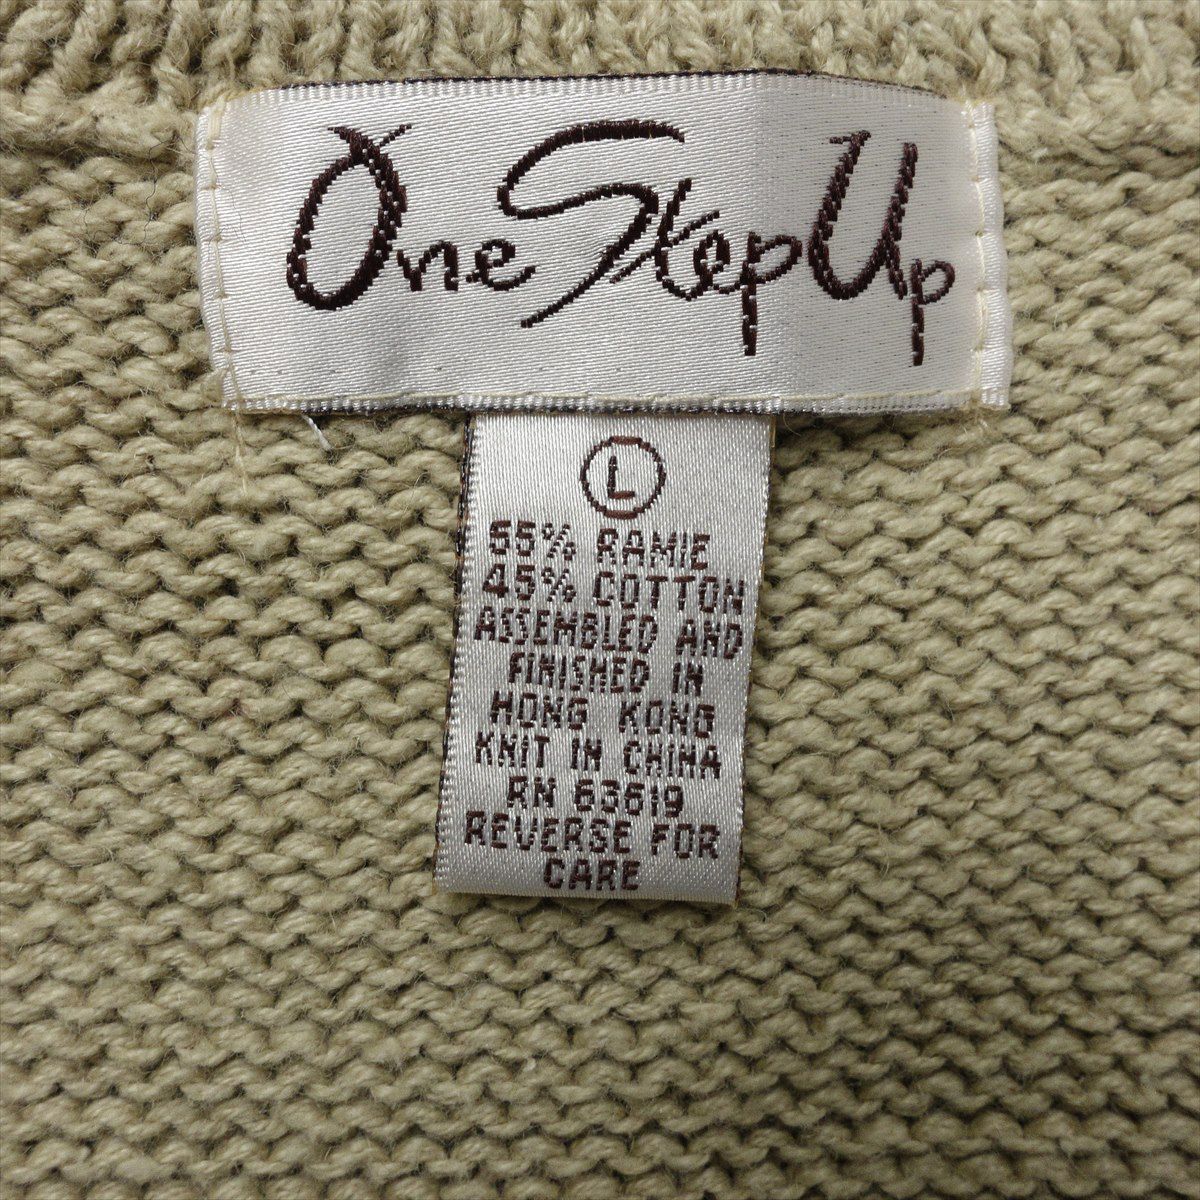 One Step Up
L
55% RAMIE
45% COTTON
ASSEMBLED AND
FINISHED IN
HONG KONG
KNIT IN CHINA
RN 63619
REVERSE FOR
CARE